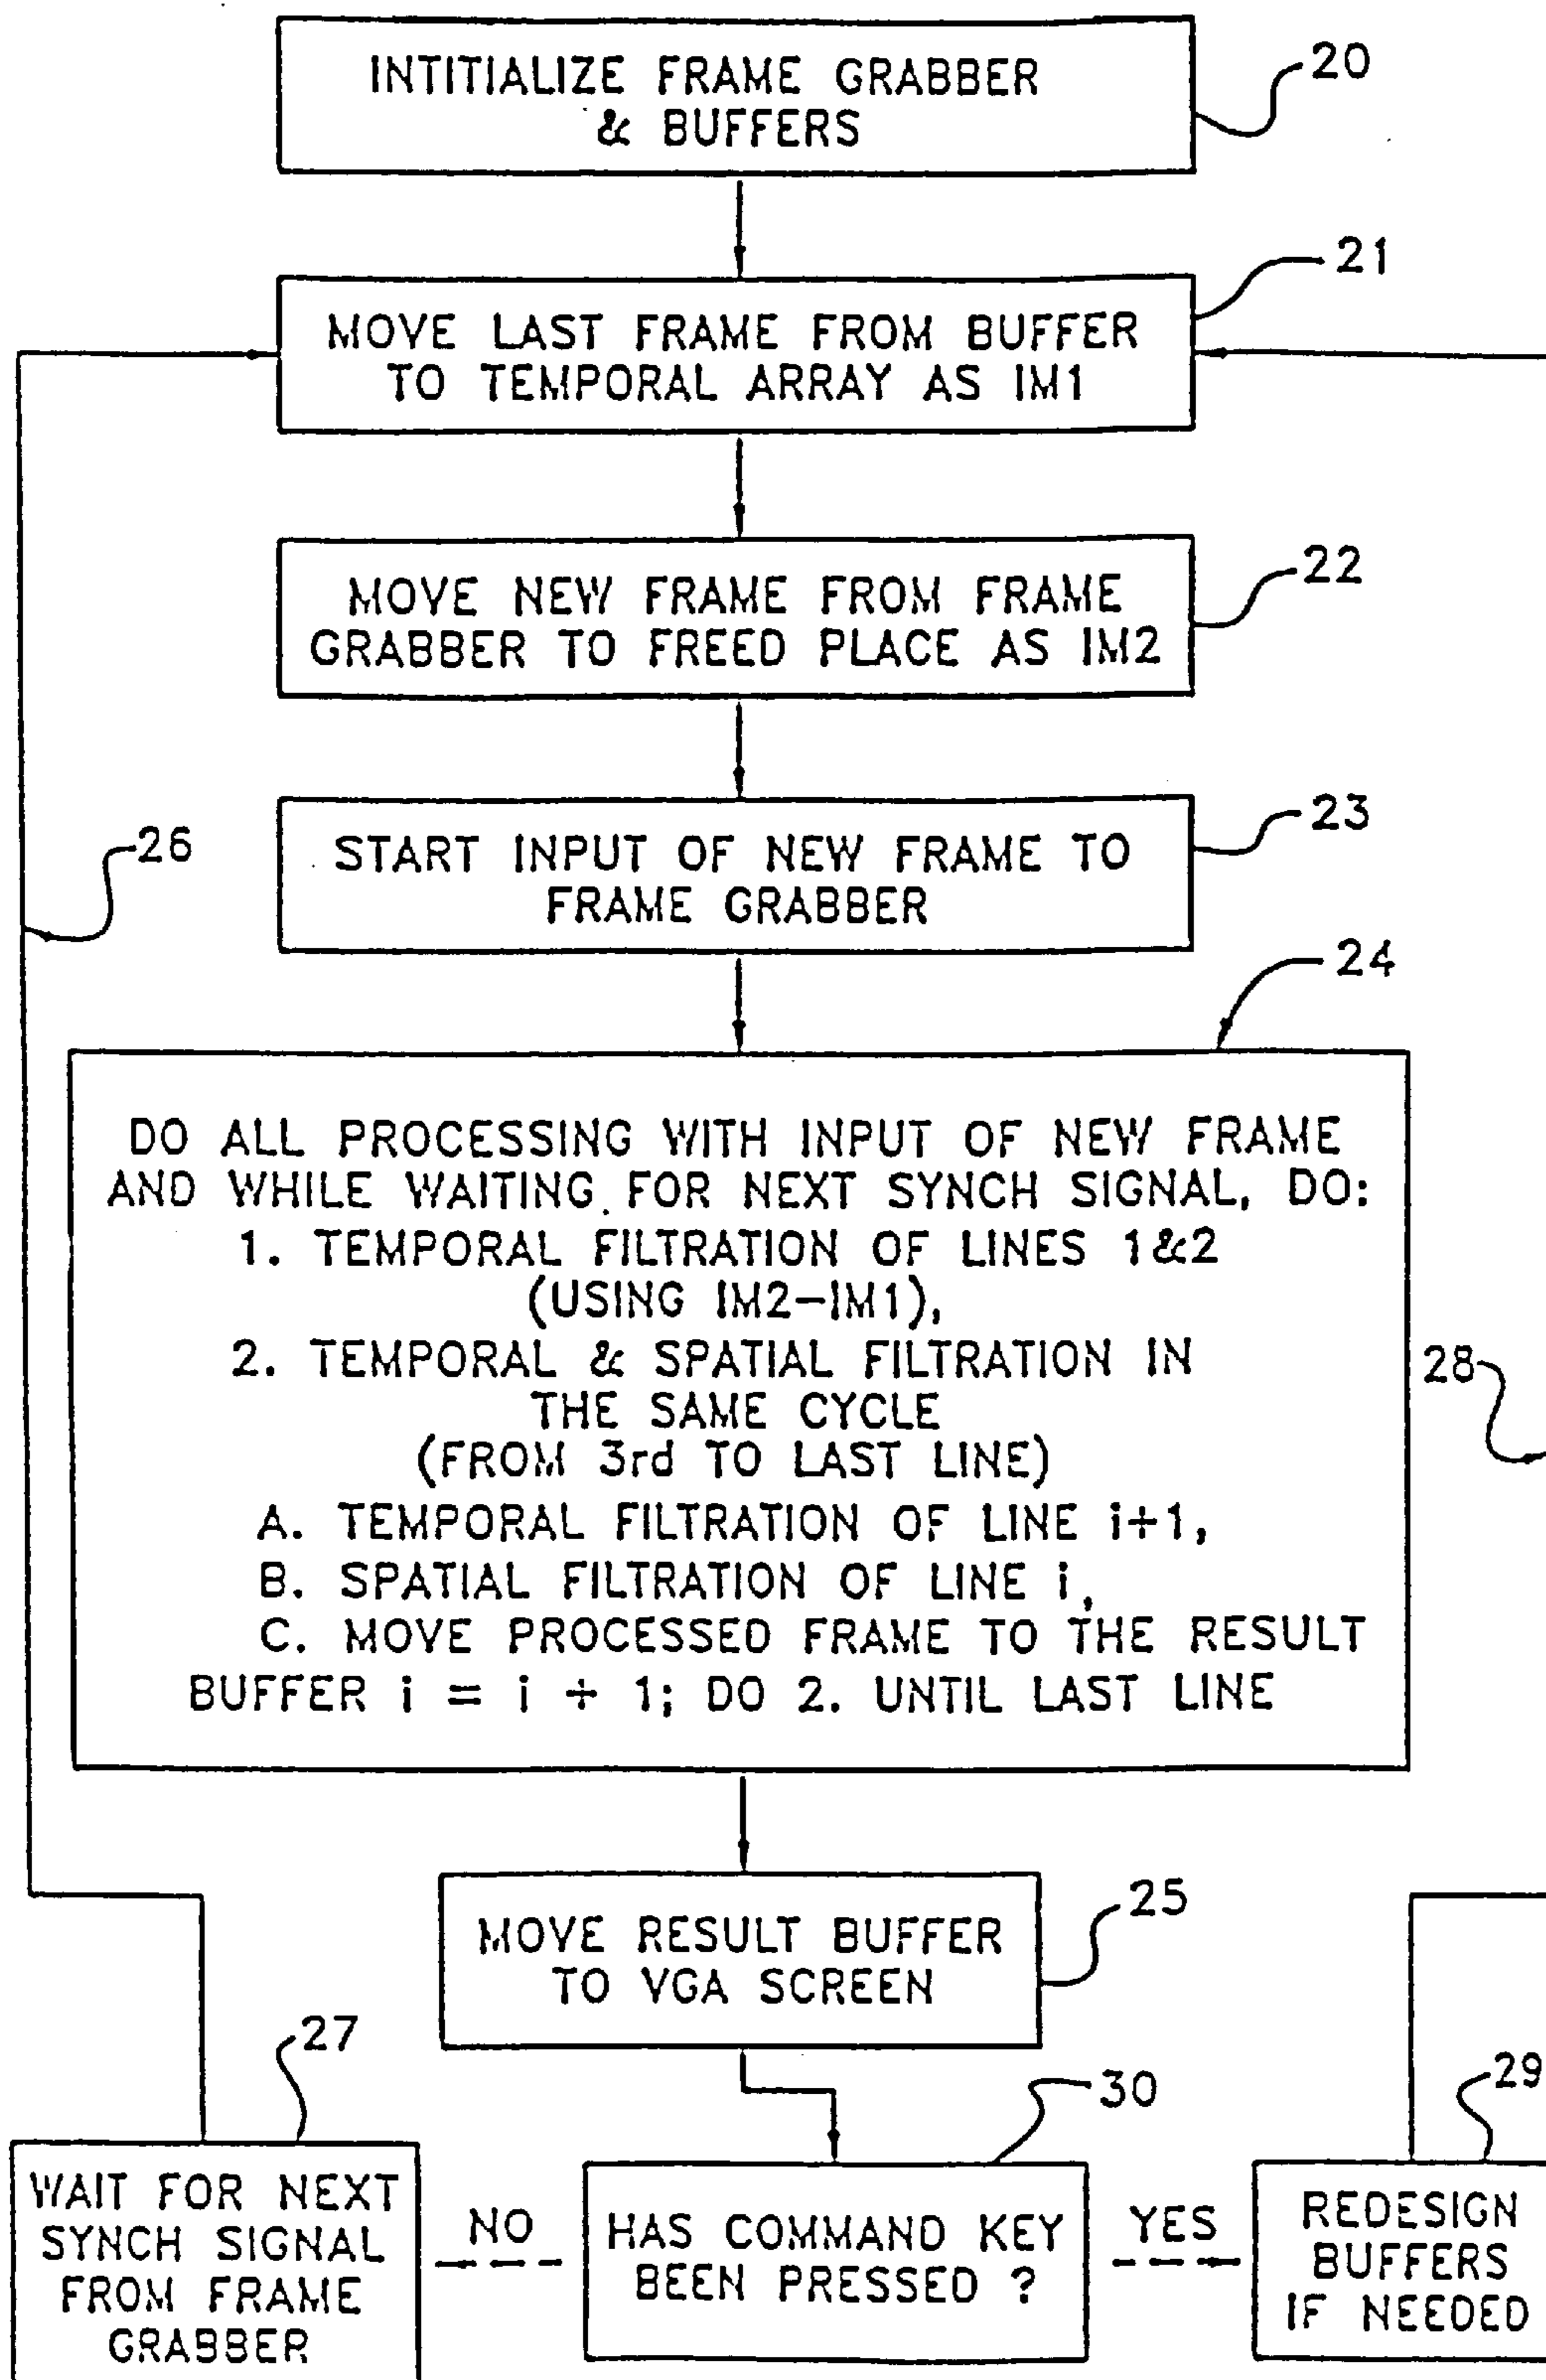 INTITIALIZE FRAME GRABBER
& BUFFERS
20
21
MOVE LAST FRAME FROM BUFFER
TO TEMPORAL ARRAY AS IM1
22
MOVE NEW FRAME FROM FRAME
GRABBER TO FREED PLACE AS IM2
23
26
START INPUT OF NEW FRAME TO
FRAME GRABBER
24
DO ALL PROCESSING WITH INPUT OF NEW FRAME
AND WHILE WAITING FOR NEXT SYNCH SIGNAL, DO:
1. TEMPORAL FILTRATION OF LINES 1&2
(USING IM2-IM1),
2. TEMPORAL & SPATIAL FILTRATION IN
THE SAME CYCLE
(FROM 3rd TO LAST LINE)
A. TEMPORAL FILTRATION OF LINE i+1,
B. SPATIAL FILTRATION OF LINE i,
C. MOVE PROCESSED FRAME TO THE RESULT
BUFFER i = i + 1; DO 2. UNTIL LAST LINE
28
25
MOVE RESULT BUFFER
TO VGA SCREEN
27
30
29
WAIT FOR NEXT
SYNCH SIGNAL
FROM FRAME
GRABBER
NO
HAS COMMAND KEY
BEEN PRESSED ?
YES
REDESIGN
BUFFERS
IF NEEDED